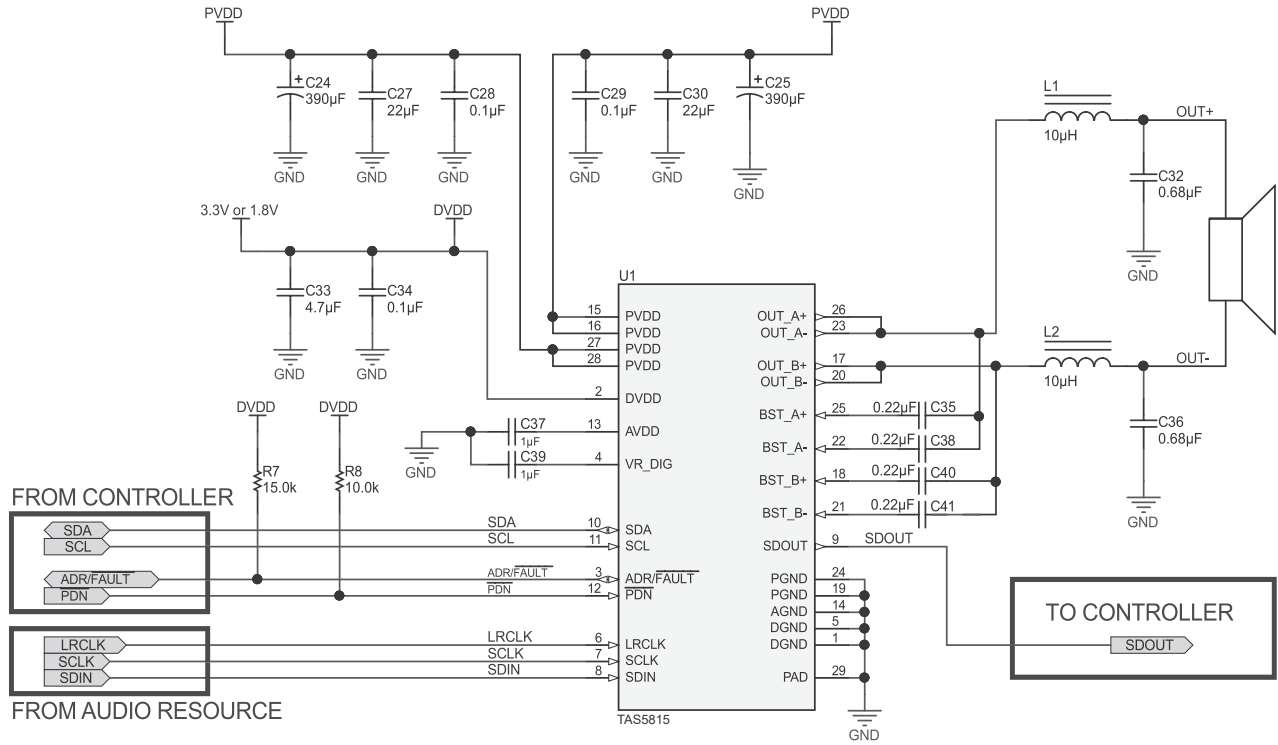 PVDD
PVDD
C24
390µF
C27
22µF
C28
0.1µF
C29
0.1µF
C30
22µF
C25
390µF
GND
GND
GND
GND
GND
GND
L1
10µH
OUT+
C32
0.68µF
GND
3.3V or 1.8V
DVDD
C33
4.7µF
C34
0.1µF
GND
GND
U1
15 PVDD
16 PVDD
27 PVDD
28 PVDD
2 DVDD
13 AVDD
4 VR_DIG
10 SDA
11 SCL
3 ADR/FAULT
12 PDN
6 LRCLK
7 SCLK
8 SDIN
OUT_A+ 26
OUT_A- 23
OUT_B+ 17
OUT_B- 20
BST_A+ 25
BST_A- 22
BST_B+ 18
BST_B- 21
SDOUT 9
PGND 24
PGND 19
AGND 14
DGND 5
DGND 1
PAD 29
TAS5815
L2
10µH
OUT-
C36
0.68µF
GND
0.22µF C35
0.22µF C38
0.22µF C40
0.22µF C41
SDOUT
DVDD
DVDD
R7
15.0k
R8
10.0k
GND
C37
1µF
C39
1µF
FROM CONTROLLER
SDA
SCL
ADR/FAULT
PDN
SDA
SCL
ADR/FAULT
PDN
LRCLK
SCLK
SDIN
LRCLK
SCLK
SDIN
FROM AUDIO RESOURCE
TO CONTROLLER
SDOUT
GND